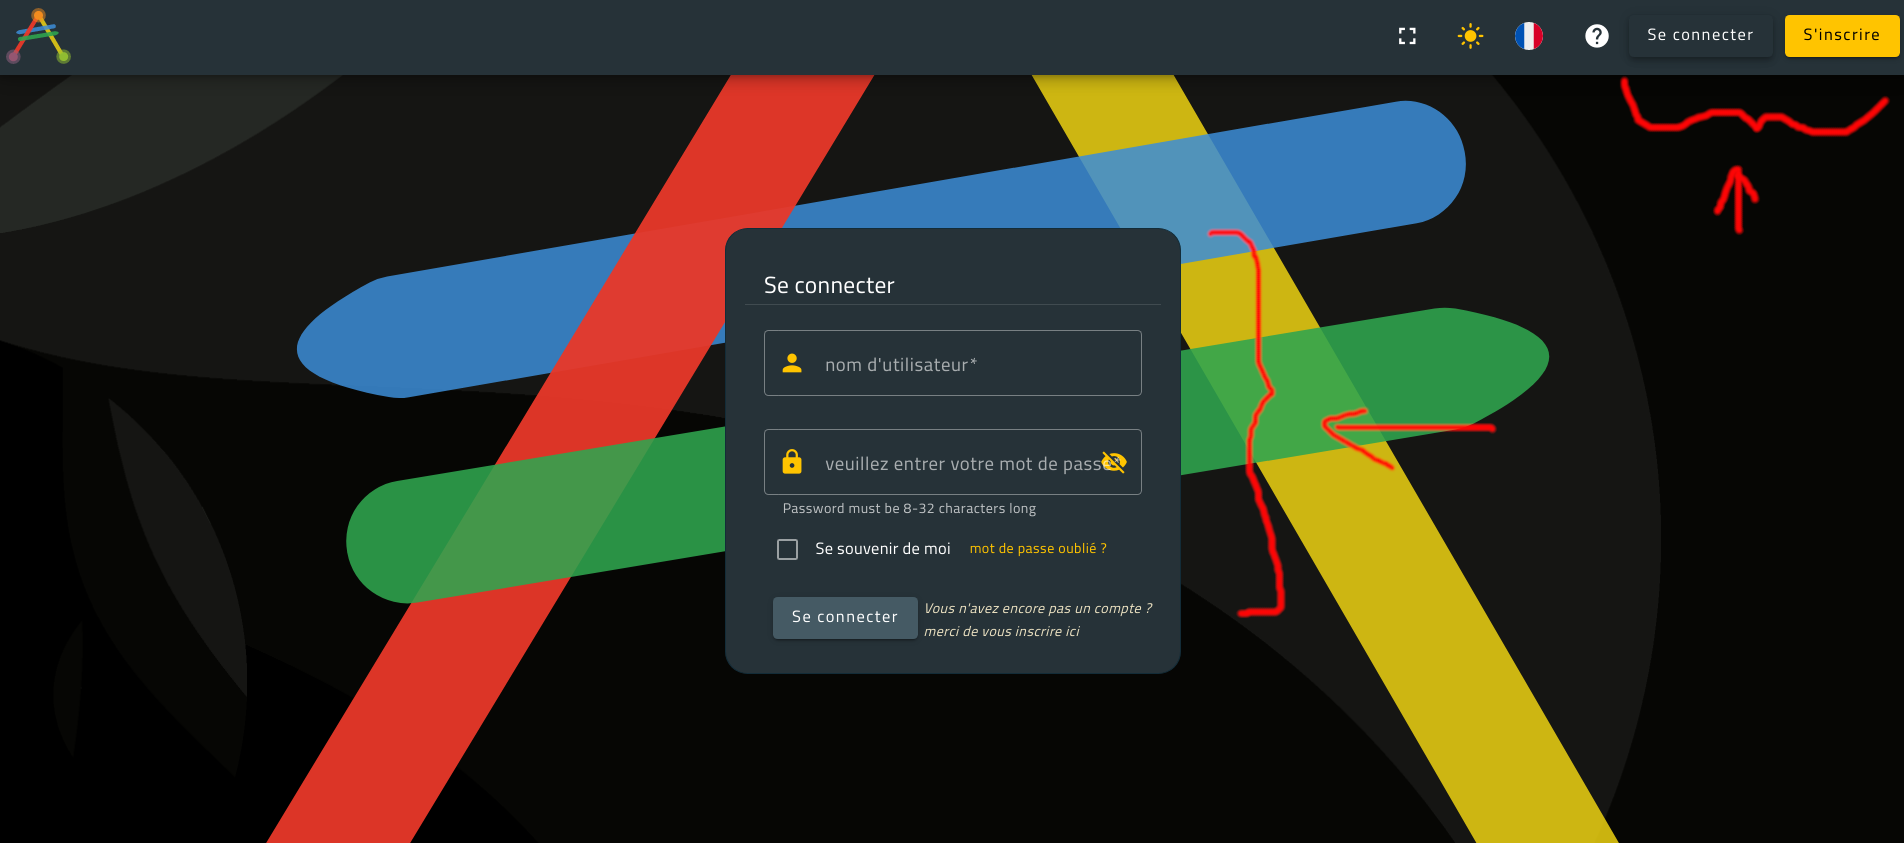 Se connecter
S'inscrire
Se connecter
nom d'utilisateur*
veuillez entrer votre mot de passe
Password must be 8-32 characters long
Se souvenir de moi
mot de passe oublié ?
Se connecter
Vous n'avez encore pas un compte ?
merci de vous inscrire ici